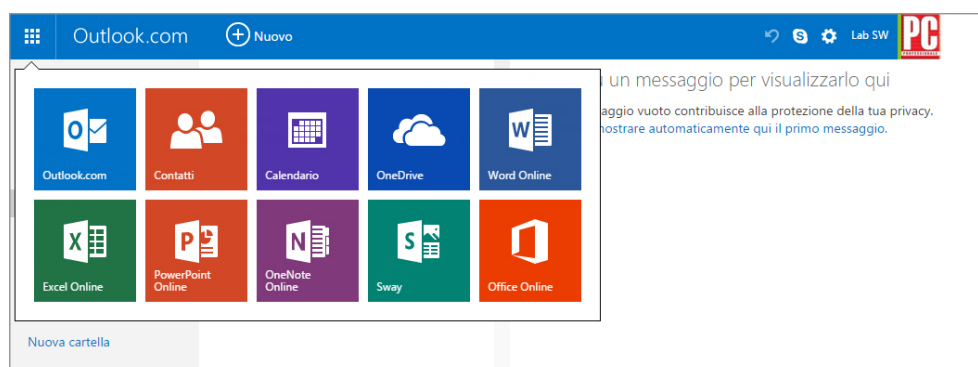 Outlook.com
Nuovo
Lab SW
PC
PROFESSIONALE
un messaggio per visualizzarlo qui
vuoto contribuisce alla protezione della tua privacy.
mostrare automaticamente qui il primo messaggio.
Outlook.com
Contatti
Calendario
OneDrive
Word Online
Excel Online
PowerPoint
Online
OneNote
Online
Sway
Office Online
Nuova cartella